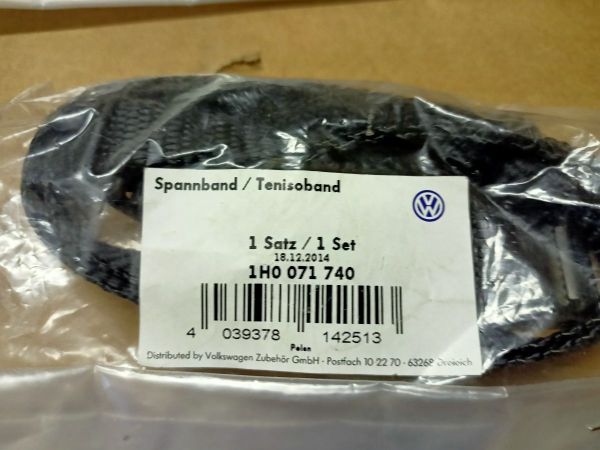 Spannband / Tenisoband
1 Satz / 1 Set
18.12.2014
1H0 071 740
4 039378 142513
Polen
Distributed by Volkswagen Zubehör GmbH - Postfach 10 22 70 - 63268 Dreieich